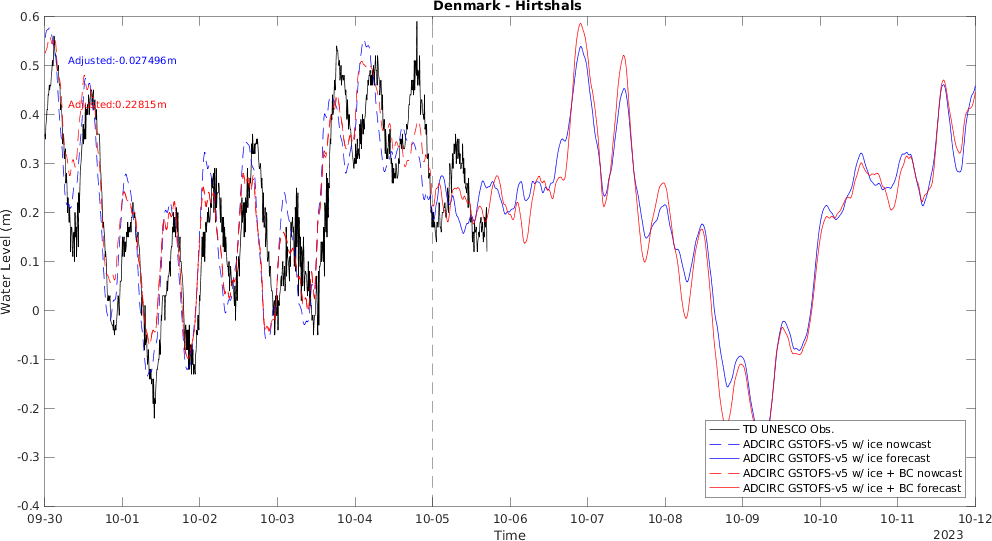 Denmark - Hirtshals
0.6
0.5
0.4
0.3
0.2
0.1
0
-0.1
-0.2
-0.3
-0.4
Water Level (m)
Adjusted:-0.027496m
Adjusted:0.22815m
TD UNESCO Obs.
ADCIRC GSTOFS-v5 w/ ice nowcast
ADCIRC GSTOFS-v5 w/ ice forecast
ADCIRC GSTOFS-v5 w/ ice + BC nowcast
ADCIRC GSTOFS-v5 w/ ice + BC forecast
09-30 10-01 10-02 10-03 10-04 10-05 10-06 10-07 10-08 10-09 10-10 10-11 10-12
Time
2023